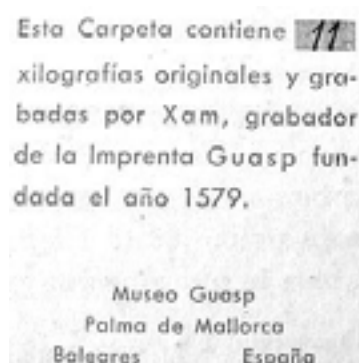 Esta Carpeta contiene 11
xilografías originales y gra-
badas por Xam, grabador
de la Imprenta Guasp fun-
dada el año 1579.
Museo Guasp
Palma de Mallorca
Baleares España